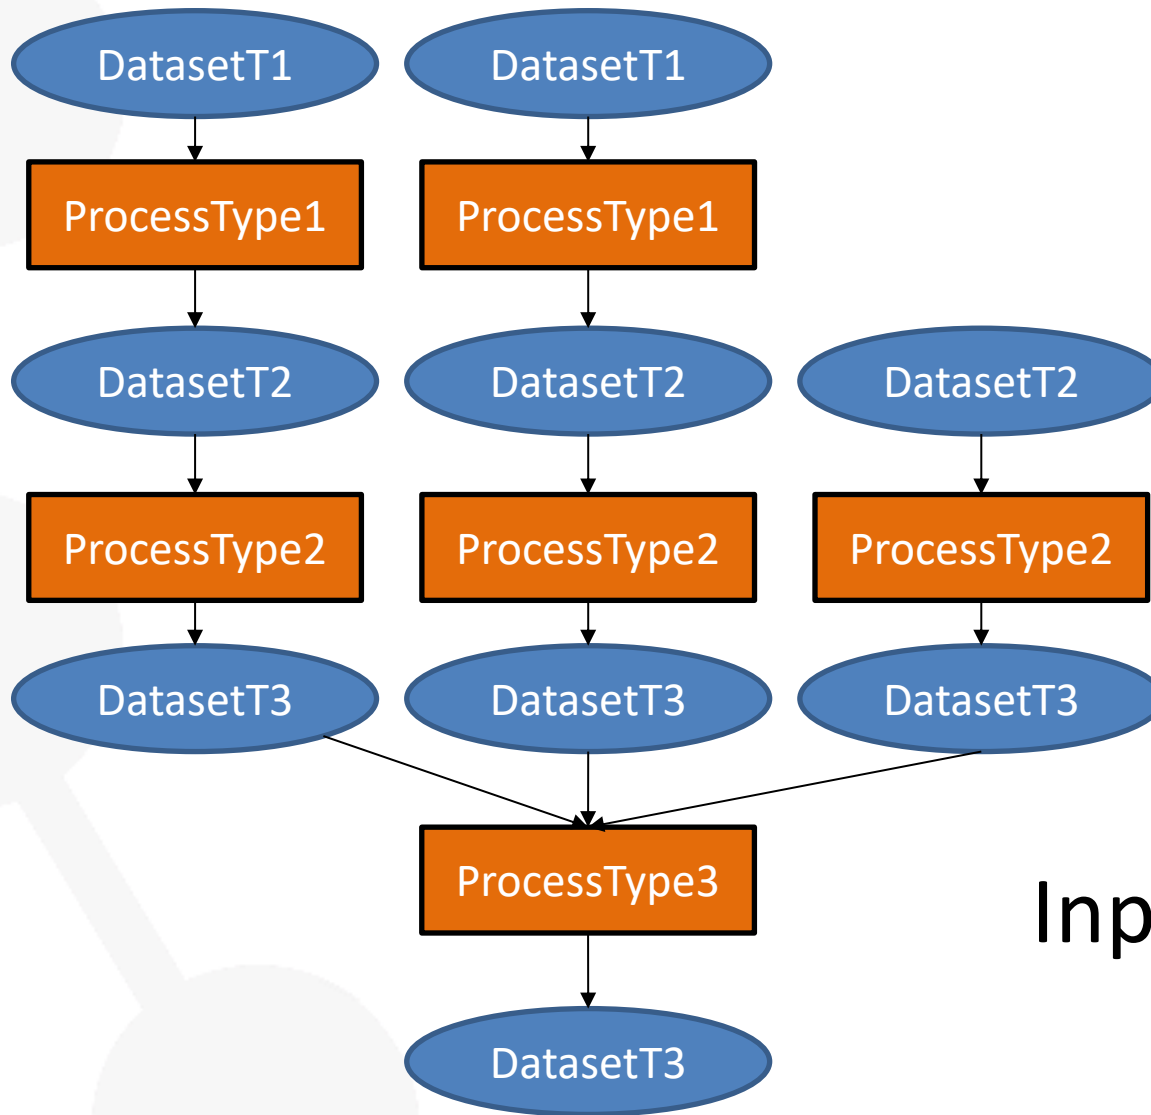 DatasetT1 DatasetT1
ProcessType1 ProcessType1
DatasetT2 DatasetT2 DatasetT2
ProcessType2 ProcessType2 ProcessType2
DatasetT3 DatasetT3 DatasetT3
ProcessType3
Inp
DatasetT3